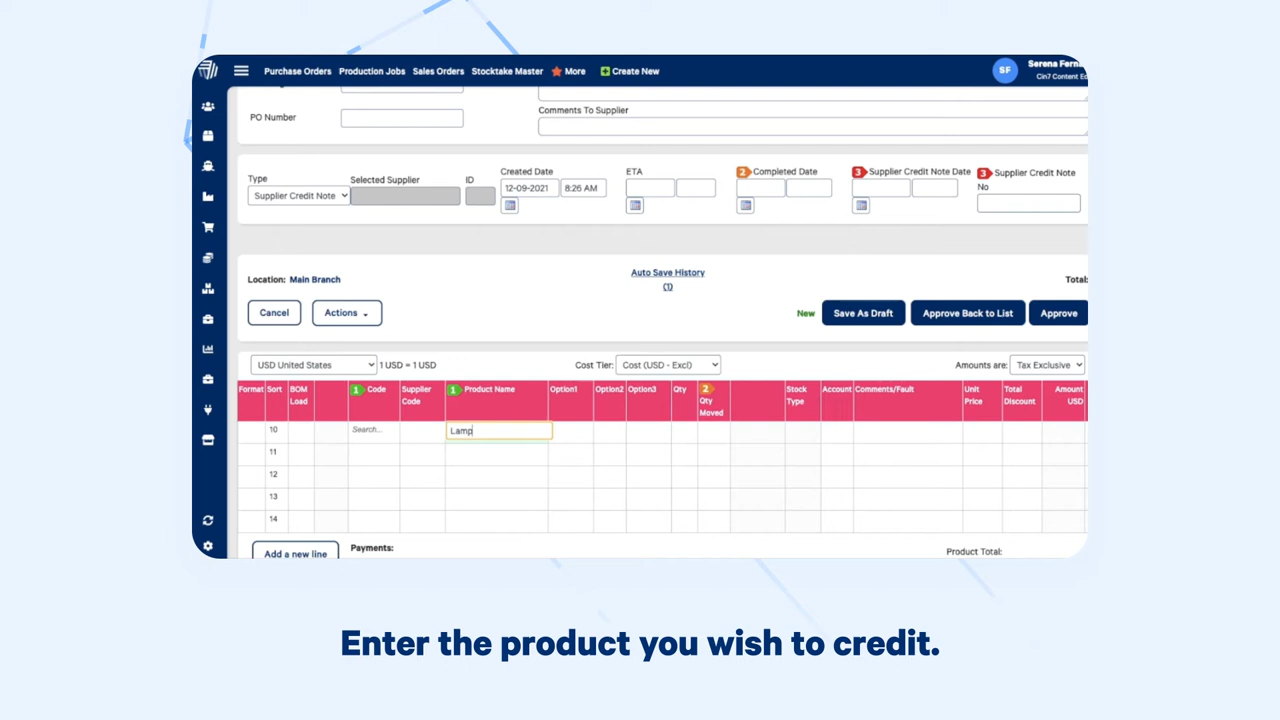 Purchase Orders Production Jobs Sales Orders Stocktake Master More Create New
SF
Serena
Cin7 Content
PO Number
Comments To Supplier
Type Selected Supplier ID Created Date ETA 2 Completed Date 3 Supplier Credit Note Date 3 Supplier Credit Note No
Supplier Credit Note 12-09-2021 8:26 AM
Location: Main Branch
Auto Save History
(1)
Total:
Cancel Actions New Save As Draft Approve Back to List Approve
USD United States 1 USD = 1 USD Cost Tier: Cost (USD - Excl) Amounts are: Tax Exclusive
Format Sort BOM Load 1 Code Supplier Code 1 Product Name Option1 Option2 Option3 Qty 2 Qty Moved Stock Type Account Comments/Fault Unit Price Total Discount Amount USD
10 Search... Lamp
11
12
13
14
Add a new line Payments: Product Total:
Enter the product you wish to credit.